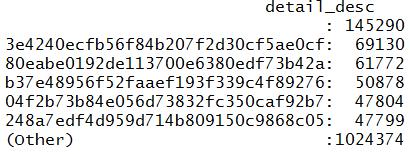 detail_desc
: 145290
3e4240ecfb56f84b207f2d30cf5ae0cf: 69130
80eabe0192de113700e6380edf73b42a: 61772
b37e48956f52faaef193f339c4f89276: 50878
04f2b73b84e056d73832fc350caf92b7: 47804
248a7edf4d959d714b809150c9868c05: 47799
(Other) :1024374